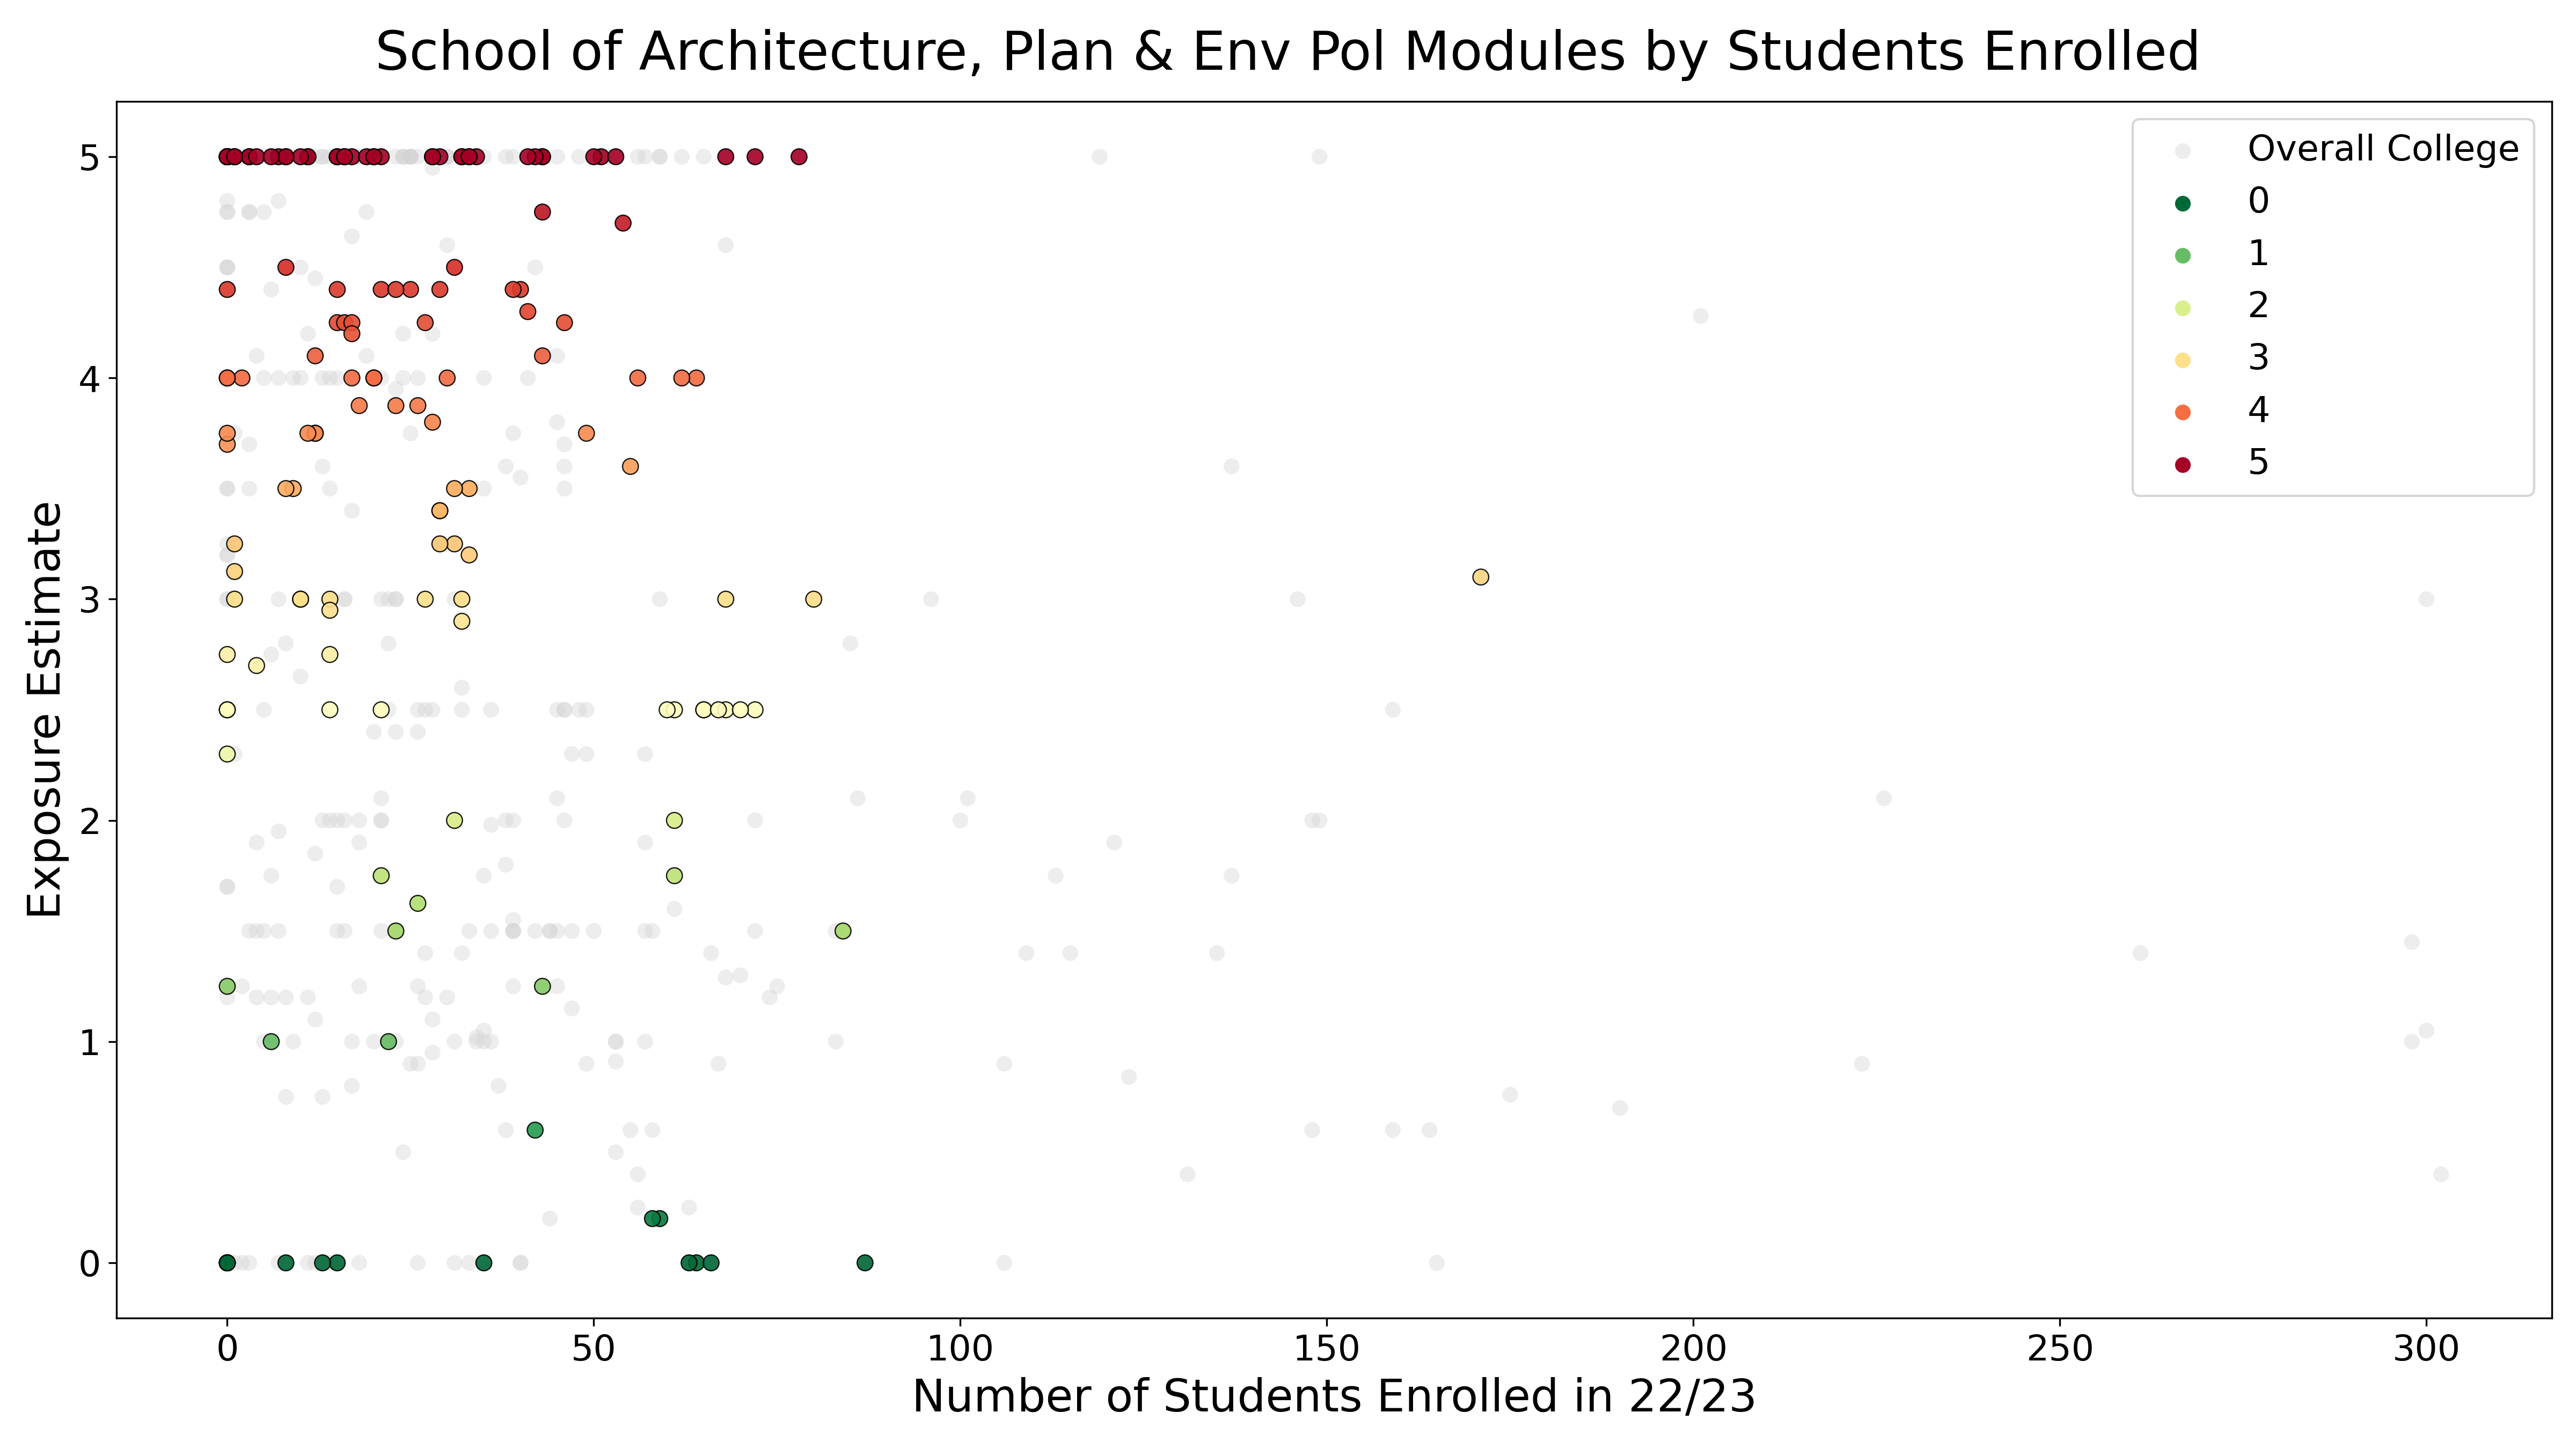 School of Architecture, Plan & Env Pol Modules by Students Enrolled
Overall College
0
1
2
3
4
5
Exposure Estimate
5
4
3
2
1
0
0 50 100 150 200 250 300
Number of Students Enrolled in 22/23